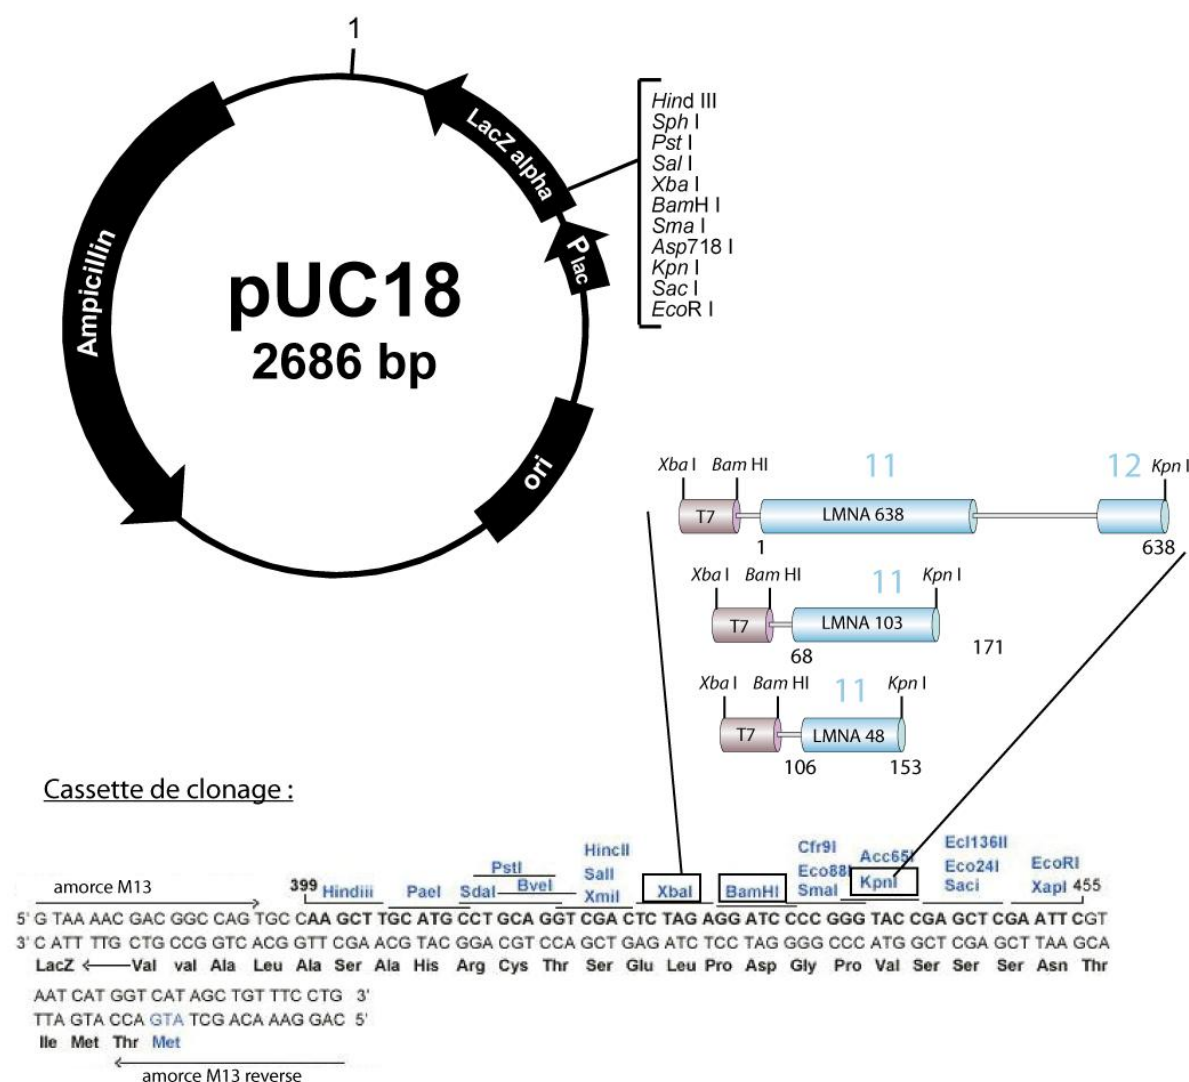 1
LacZ alpha
Plac
Ampicillin
ori
pUC18
2686 bp
Hind III
Sph I
Pst I
Sal I
Xba I
BamH I
Sma I
Asp718 I
Kpn I
Sac I
EcoR I
Xba I Bam HI 11 12 Kpn I
T7 LMNA 638
1 638
Xba I Bam HI 11 Kpn I
T7 LMNA 103
68 171
Xba I Bam HI 11 Kpn I
T7 LMNA 48
106 153
Cassette de clonage :
HincII Cfr9I Ecl136II
PstI SalI Eco88I Acc65I Eco24I EcoRI
amorce M13 399 Hindiii PaeI SdaI BveI XmiI XbaI BamHI SmaI KpnI Saci XapI 455
5' G TAA AAC GAC GGC CAG TGC CAA GCT TGC ATG CCT GCA GGT CGA CTC TAG AGG ATC CCC GGG TAC CGA GCT CGA ATT CGT
3' C ATT TTG CTG CCG GTC ACG GTT CGA ACG TAC GGA CGT CCA GCT GAG ATC TCC TAG GGG CCC ATG GCT CGA GCT TAA GCA
LacZ Val val Ala Leu Ala Ser Ala His Arg Cys Thr Ser Glu Leu Pro Asp Gly Pro Val Ser Ser Ser Asn Thr
AAT CAT GGT CAT AGC TGT TTC CTG 3'
TTA GTA CCA GTA TCG ACA AAG GAC 5'
Ile Met Thr Met
amorce M13 reverse